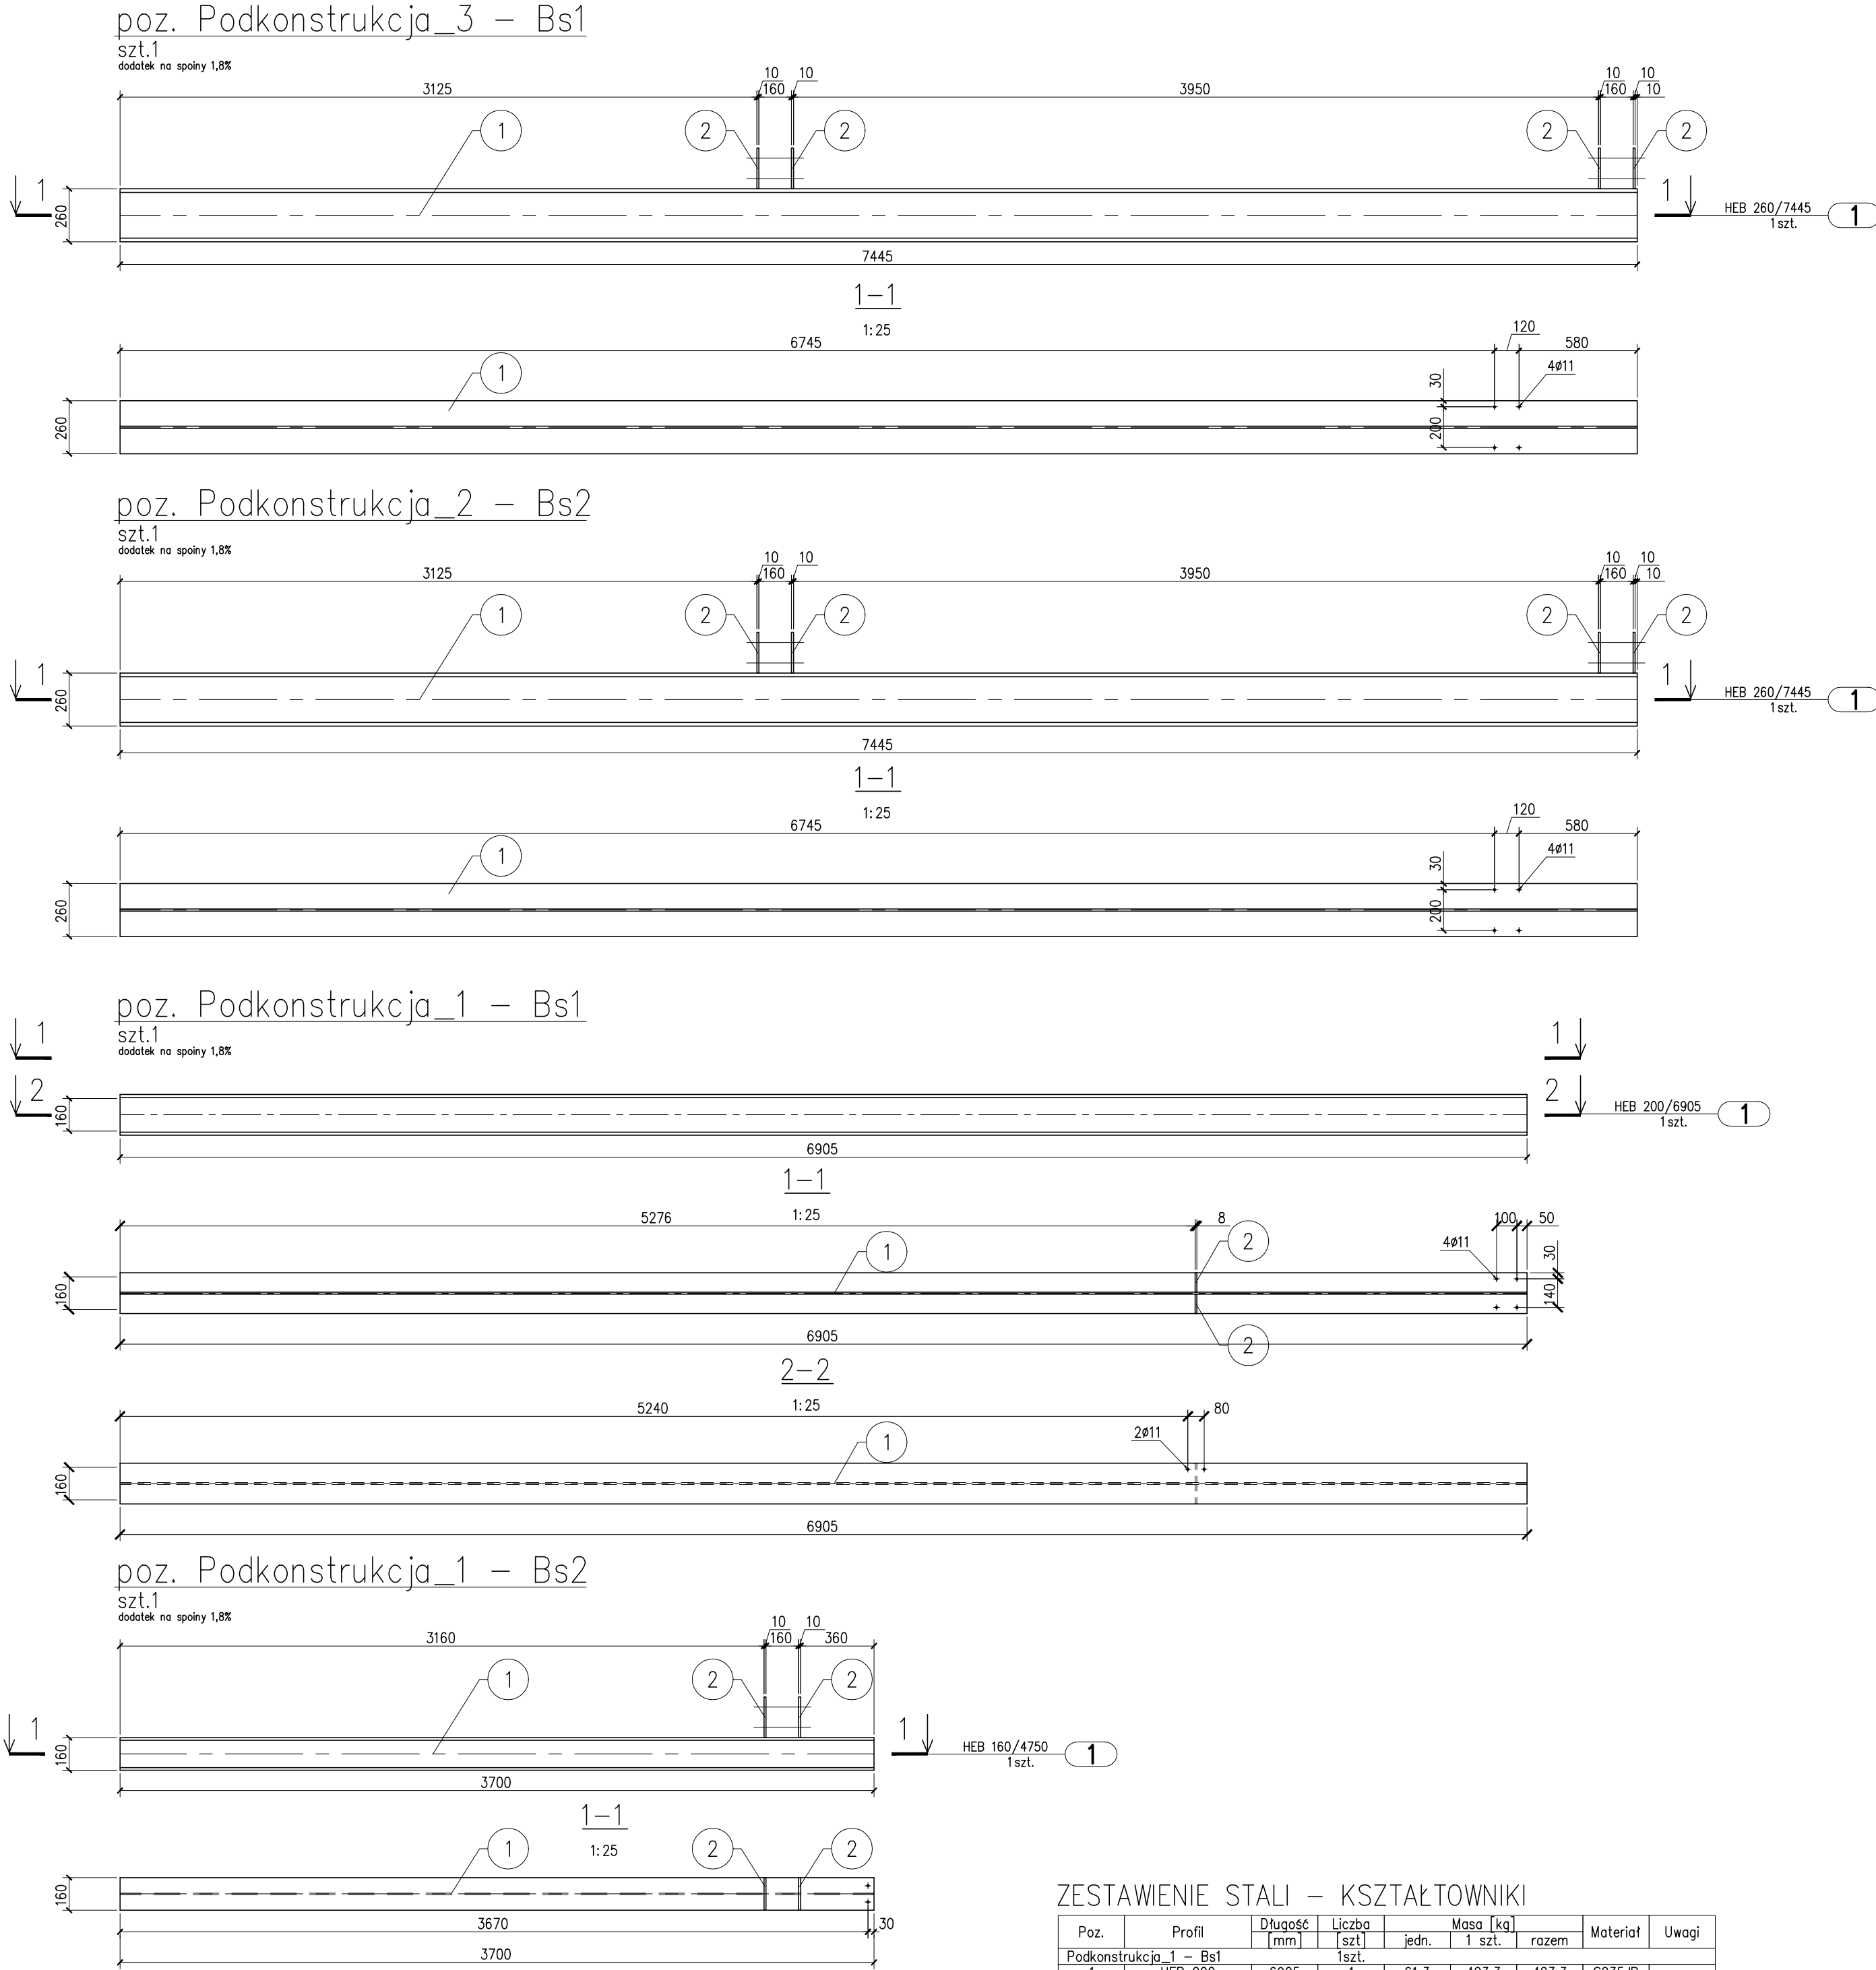 poz. Podkonstrukcja_3 – Bs1
szt.1
dodatek na spoiny 1,8%
10 10 10 10
3125 160 3950 160 10
1 2 2 2 2
1 1
260
HEB 260/7445 1
1szt.
7445
1-1
1:25
6745 120 580
4ø11
1
30
260
200
poz. Podkonstrukcja_2 – Bs2
szt.1
dodatek na spoiny 1,8%
10 10 10 10
3125 160 3950 160 10
1 2 2 2 2
1 1
260
HEB 260/7445 1
1szt.
7445
1-1
1:25
6745 120 580
4ø11
1
30
260
200
poz. Podkonstrukcja_1 – Bs1
szt.1
dodatek na spoiny 1,8%
1 1
2 2
160
HEB 200/6905 1
1szt.
6905
1-1
1:25
5276 8 100 50
1 2 4ø11 30
160 140
2
6905
2-2
1:25
5240 80
2ø11
1
160
6905
poz. Podkonstrukcja_1 – Bs2
szt.1
dodatek na spoiny 1,8%
10 10
3160 160 360
1 2 2
1 1
160
HEB 160/4750 1
1szt.
3700
1-1
1:25
1 2 2
160
3670 30
3700
ZESTAWIENIE STALI – KSZTAŁTOWNIKI
Poz. Profil Długość Liczba Masa [kg] Materiał Uwagi
[mm] [szt] jedn. 1 szt. razem
Podkonstrukcja_1 – Bs1 1szt.